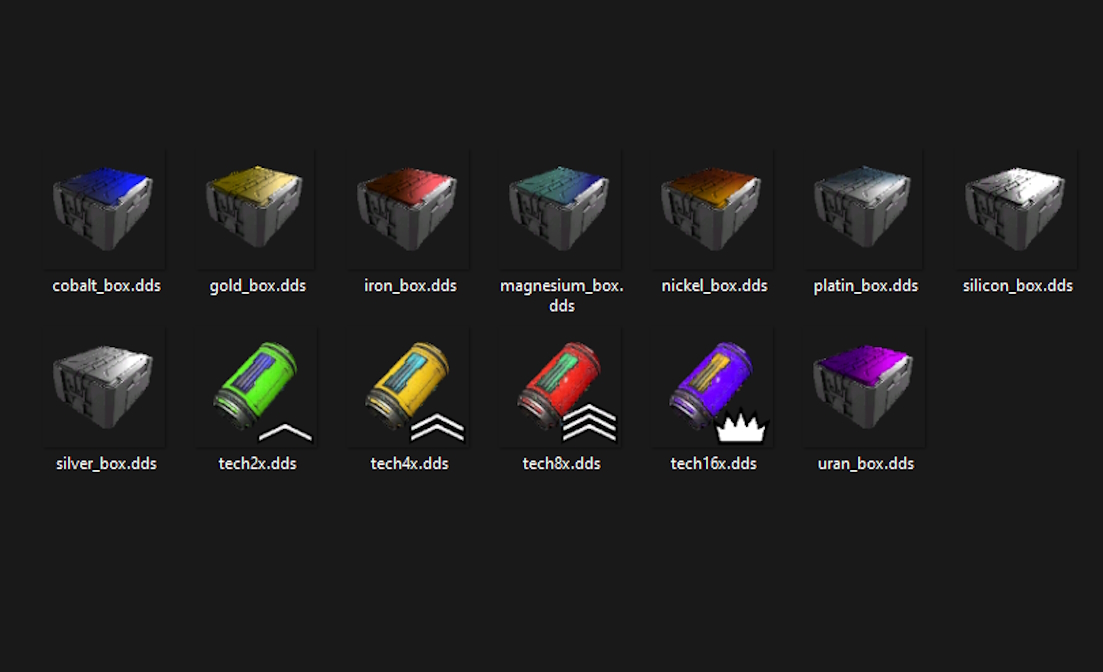 cobalt_box.dds
gold_box.dds
iron_box.dds
magnesium_box.
dds
nickel_box.dds
platin_box.dds
silicon_box.dds
silver_box.dds
tech2x.dds
tech4x.dds
tech8x.dds
tech16x.dds
uran_box.dds